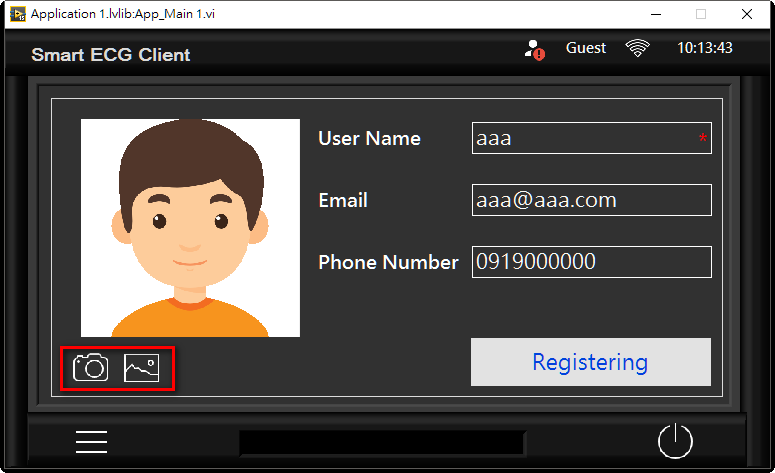 Application 1.lvlib:App_Main 1.vi
Smart ECG Client
Guest
10:13:43
User Name
aaa
*
Email
aaa@aaa.com
Phone Number
0919000000
Registering